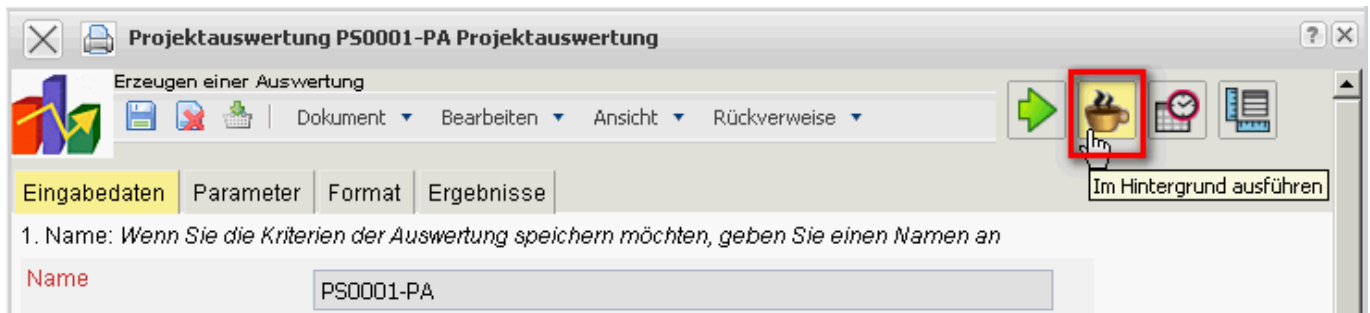 Projektauswertung PS0001-PA Projektauswertung
?
Erzeugen einer Auswertung
Dokument Bearbeiten Ansicht Rückverweise
Im Hintergrund ausführen
Eingabedaten Parameter Format Ergebnisse
1. Name: Wenn Sie die Kriterien der Auswertung speichern möchten, geben Sie einen Namen an
Name
PS0001-PA